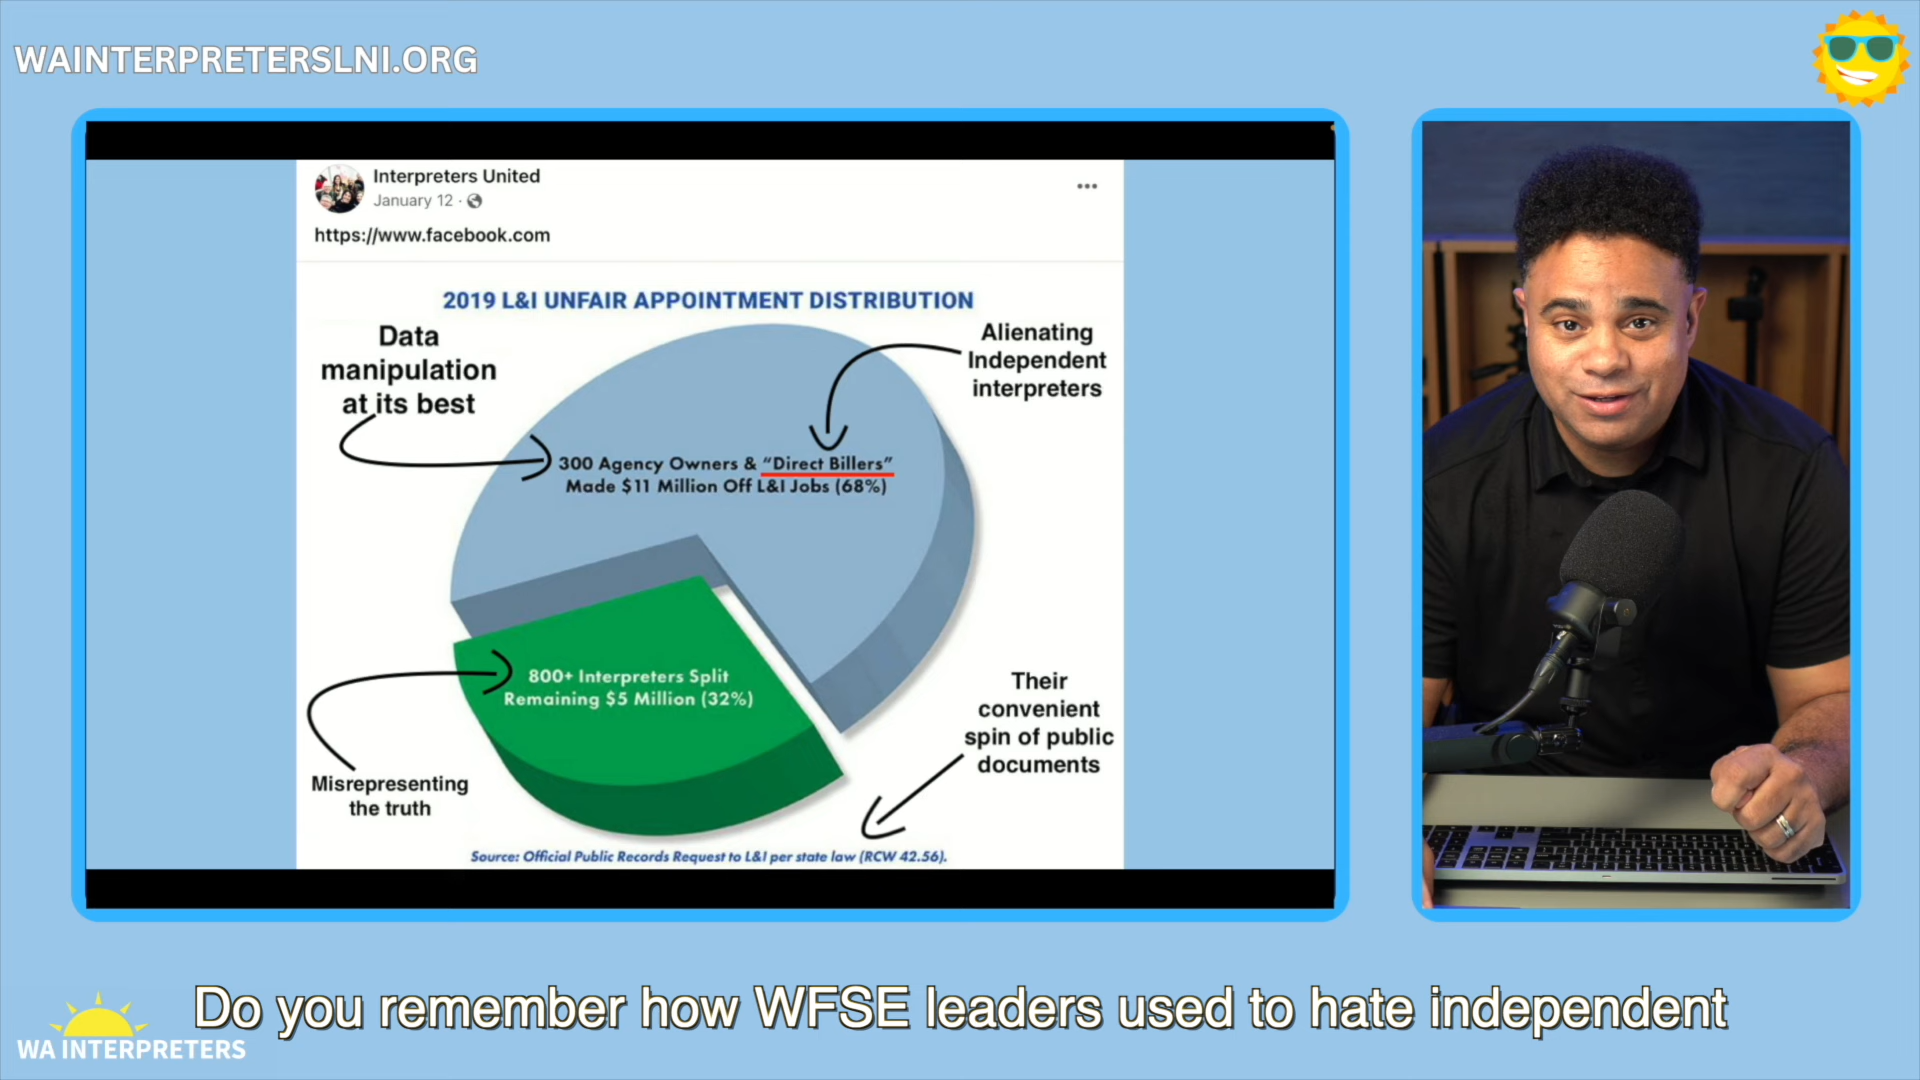 WAINTERPRETERSLNI.ORG
Interpreters United
January 12 ·
https://www.facebook.com
2019 L&I UNFAIR APPOINTMENT DISTRIBUTION
Data
manipulation
at its best
Alienating
Independent
interpreters
300 Agency Owners & “Direct Billers”
Made $11 Million Off L&I Jobs (68%)
800+ Interpreters Split
Remaining $5 Million (32%)
Their
convenient
spin of public
documents
Misrepresenting
the truth
Source: Official Public Records Request to L&I per state law (RCW 42.56).
Do you remember how WFSE leaders used to hate independent
WA INTERPRETERS